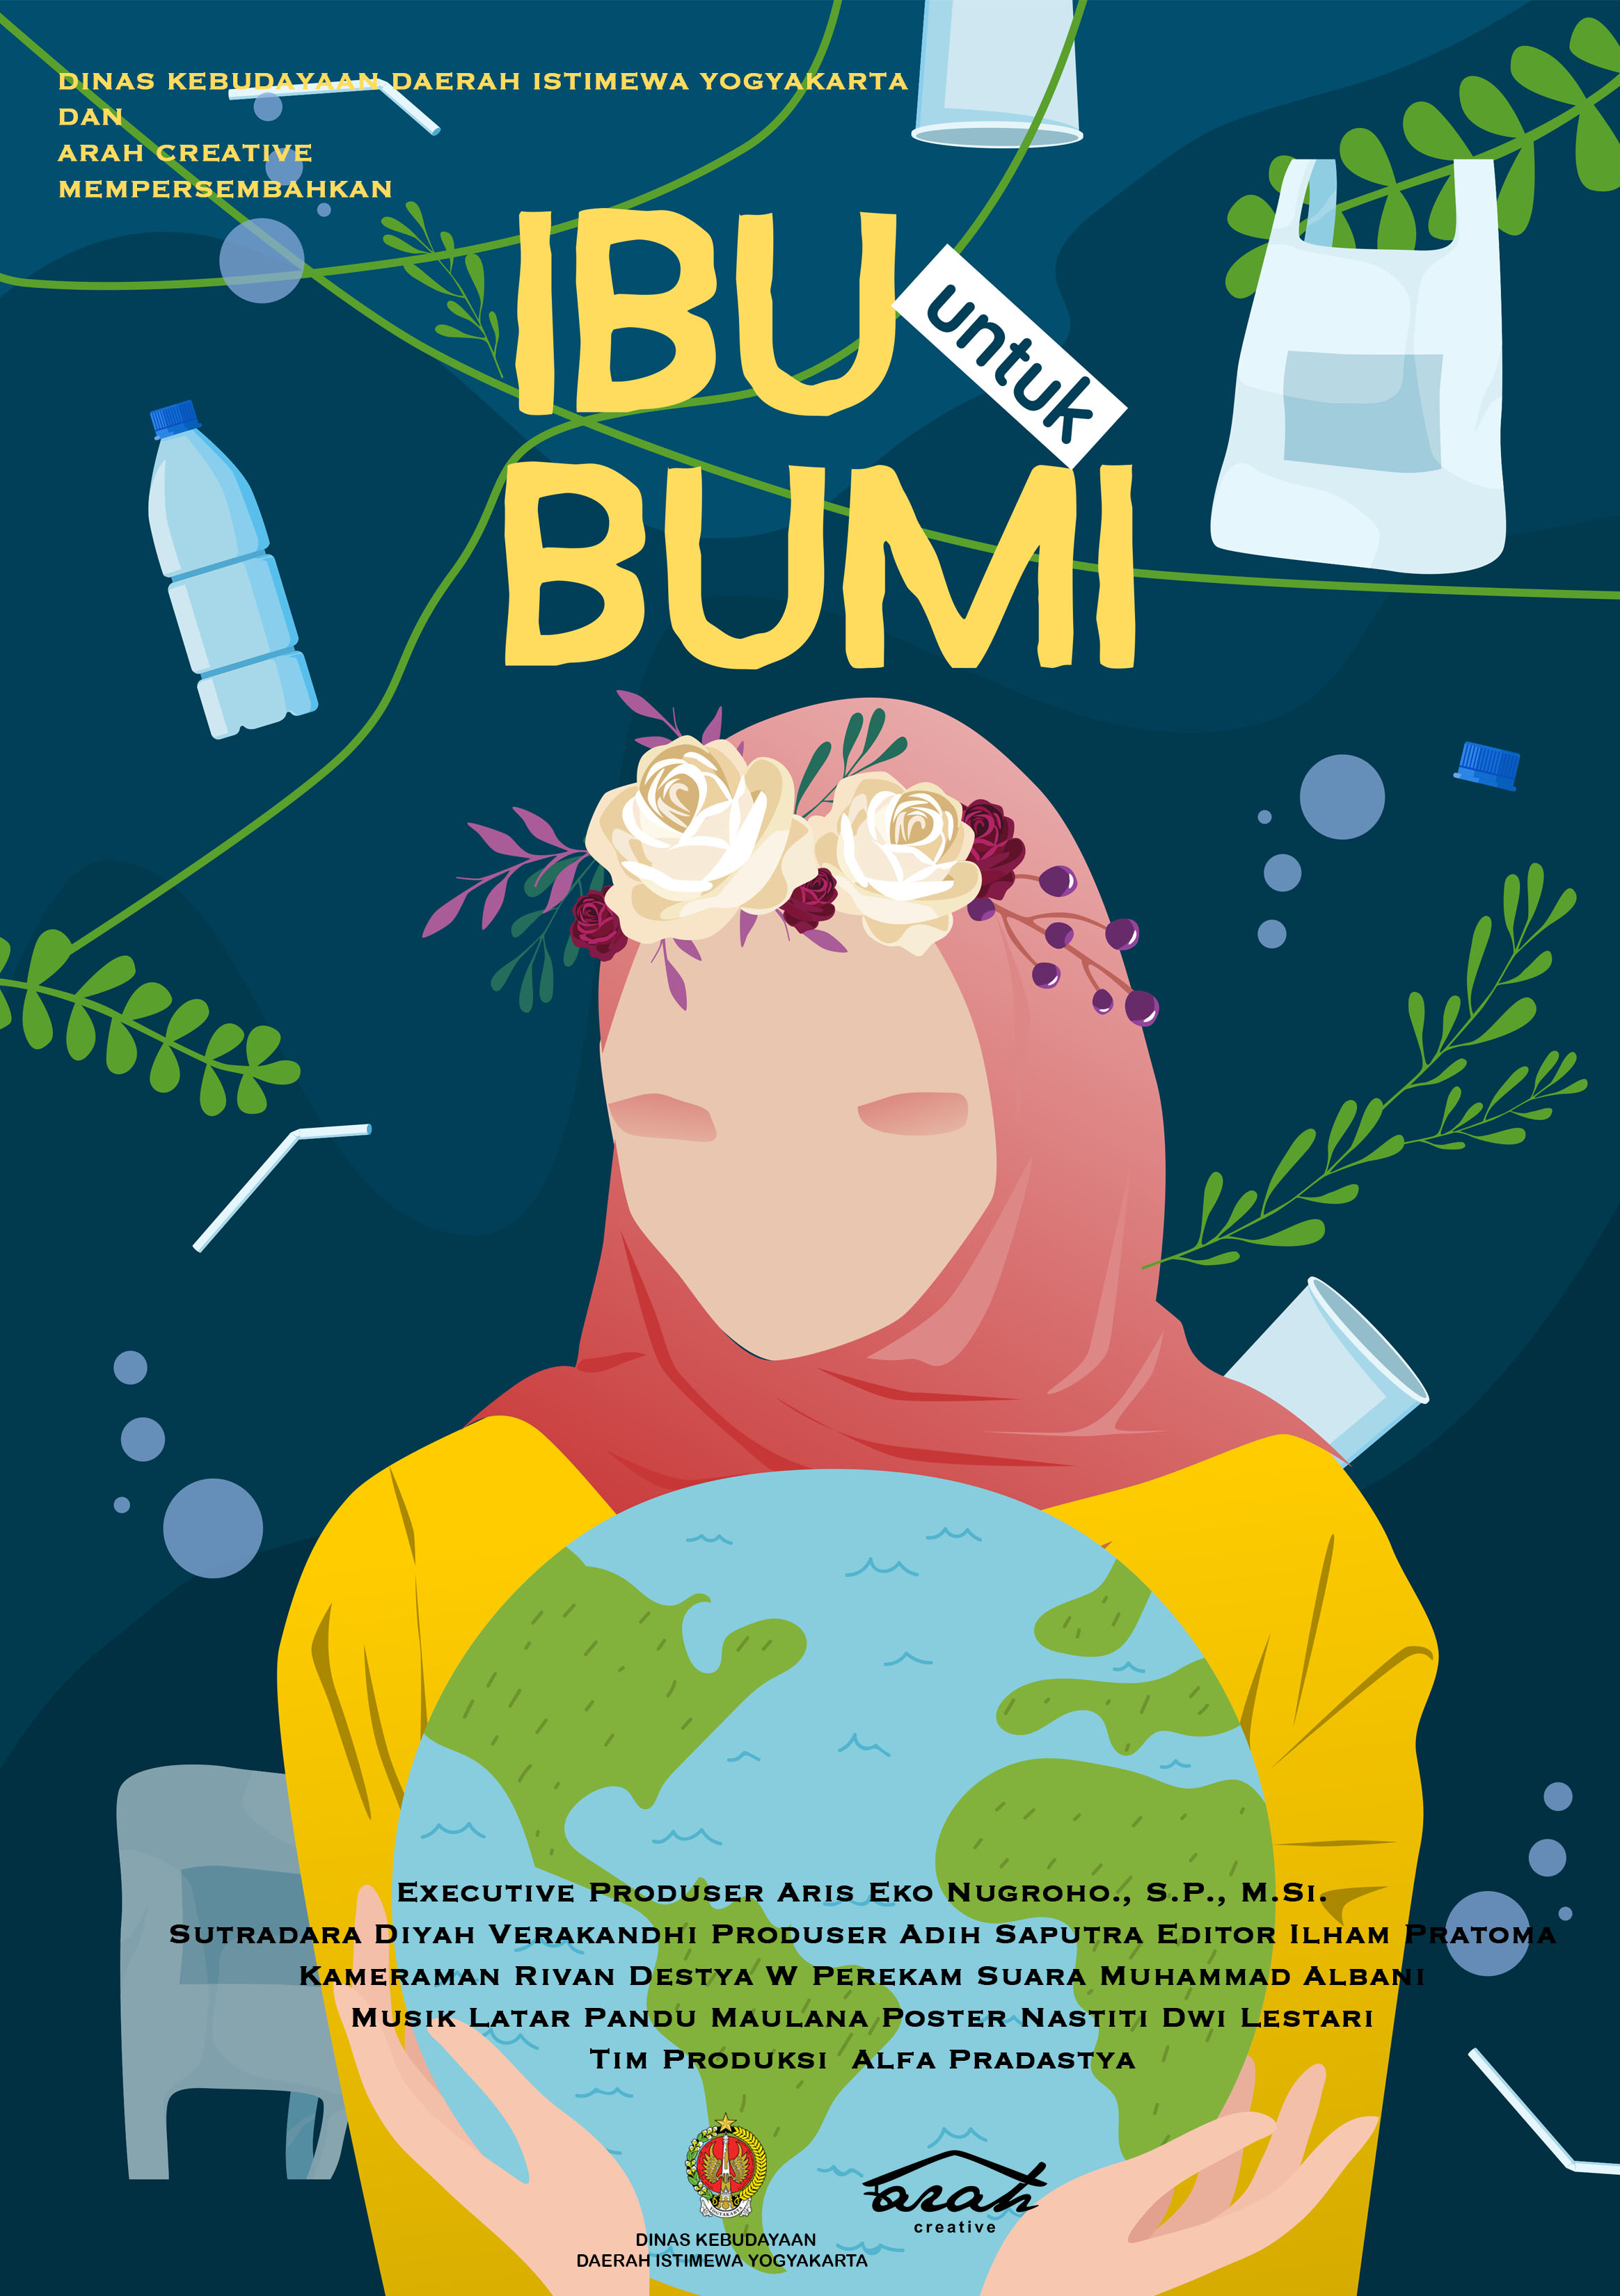 DINAS KEBUDAYAAN DAERAH ISTIMEWA YOGYAKARTA
DAN
ARAH CREATIVE
MEMPERSEMBAHKAN
IBU
untuk
BUMI
Executive Produser Aris Eko Nugroho., S.P., M.Si.
Sutradara Diyah Verakandhi Produser Adih Saputra Editor Ilham Pratoma
Kameraman Rivan Destya W Perekam Suara Muhammad Albani
Musik Latar Pandu Maulana Poster Nastiti Dwi Lestari
Tim Produksi Alfa Pradastya
arah
creative
DINAS KEBUDAYAAN
DAERAH ISTIMEWA YOGYAKARTA